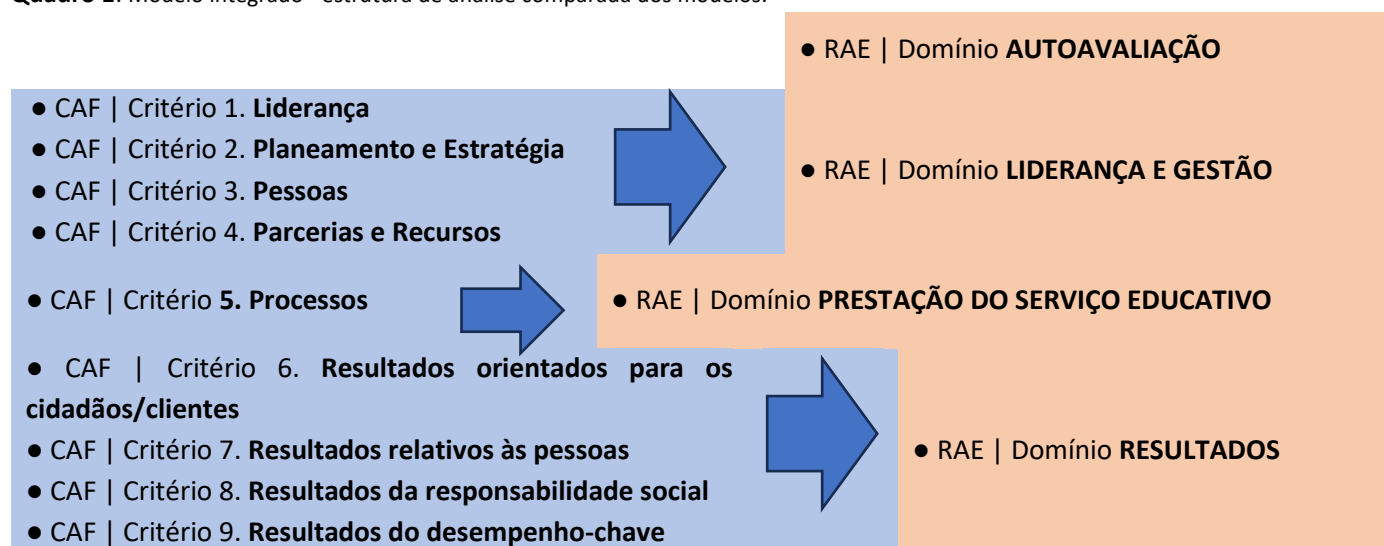 Quadro 2. Modelo integrado - estrutura de análise comparada dos modelos.
● RAE | Domínio AUTOAVALIAÇÃO
● CAF | Critério 1. Liderança
● CAF | Critério 2. Planeamento e Estratégia
● CAF | Critério 3. Pessoas
● CAF | Critério 4. Parcerias e Recursos
● RAE | Domínio LIDERANÇA E GESTÃO
● CAF | Critério 5. Processos
● RAE | Domínio PRESTAÇÃO DO SERVIÇO EDUCATIVO
● CAF | Critério 6. Resultados orientados para os
cidadãos/clientes
● CAF | Critério 7. Resultados relativos às pessoas
● CAF | Critério 8. Resultados da responsabilidade social
● CAF | Critério 9. Resultados do desempenho-chave
● RAE | Domínio RESULTADOS